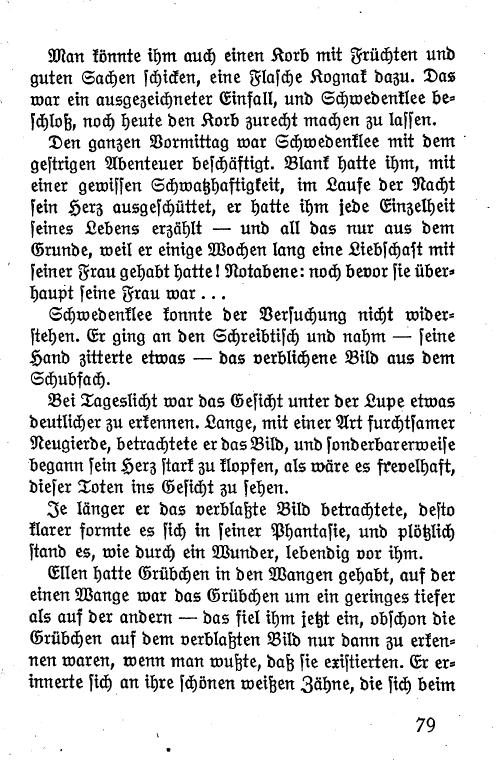 Man könnte ihm auch einen Korb mit Früchten und
guten Sachen schicken, eine Flasche Kognak dazu. Das
war ein ausgezeichneter Einfall, und Schwedenklee be-
schloß, noch heute den Korb zurecht machen zu lassen.
Den ganzen Vormittag war Schwedenklee mit dem
gestrigen Abenteuer beschäftigt. Blank hatte ihm, mit
einer gewissen Schwatzhaftigkeit, im Laufe der Nacht
sein Herz ausgeschüttet, er hatte ihm jede Einzelheit
seines Lebens erzählt — und all das nur aus dem
Grunde, weil er einige Wochen lang eine Liebschaft mit
seiner Frau gehabt hatte! Notabene: noch bevor sie über-
haupt seine Frau war ...
Schwedenklee konnte der Versuchung nicht wider-
stehen. Er ging an den Schreibtisch und nahm — seine
Hand zitterte etwas — das verblichene Bild aus dem
Schubfach.
Bei Tageslicht war das Gesicht unter der Lupe etwas
deutlicher zu erkennen. Lange, mit einer Art furchtsamer
Neugierde, betrachtete er das Bild, und sonderbarerweise
begann sein Herz stark zu klopfen, als wäre es frevelhaft,
dieser Toten ins Gesicht zu sehen.
Je länger er das verblaßte Bild betrachtete, desto
klarer formte es sich in seiner Phantasie, und plötzlich
stand es, wie durch ein Wunder, lebendig vor ihm.
Ellen hatte Grübchen in den Wangen gehabt, auf der
einen Wange war das Grübchen um ein geringes tiefer
als auf der andern — das fiel ihm jetzt ein, obschon die
Grübchen auf dem verblaßten Bild nur dann zu erken-
nen waren, wenn man wußte, daß sie existierten. Er er-
innerte sich an ihre schönen weißen Zähne, die sich beim
79